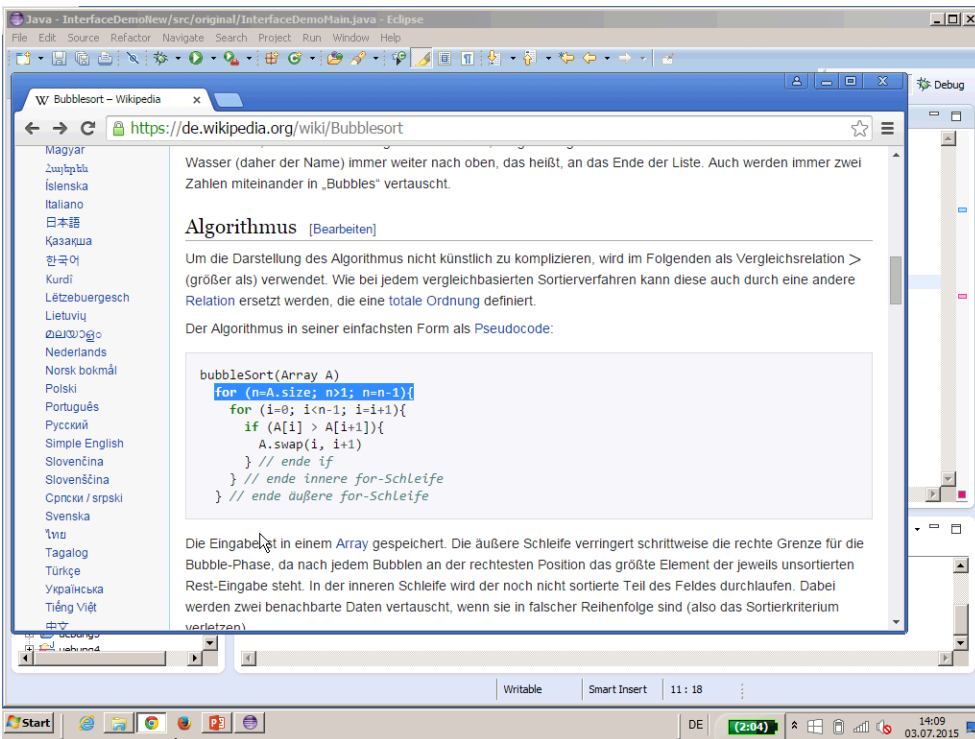 Java - InterfaceDemoNew/src/original/InterfaceDemoMain.java - Eclipse
File Edit Source Refactor Navigate Search Project Run Window Help
Debug
W Bubblesort – Wikipedia
https://de.wikipedia.org/wiki/Bubblesort
Magyar
Հայերեն
Íslenska
Italiano
日本語
Қазақша
한국어
Kurdî
Lëtzebuergesch
Lietuvių
മലയാളം
Nederlands
Norsk bokmål
Polski
Português
Русский
Simple English
Slovenčina
Slovenščina
Српски / srpski
Svenska
ไทย
Tagalog
Türkçe
Українська
Tiếng Việt
中文
Wasser (daher der Name) immer weiter nach oben, das heißt, an das Ende der Liste. Auch werden immer zwei
Zahlen miteinander in „Bubbles" vertauscht.
Algorithmus [Bearbeiten]
Um die Darstellung des Algorithmus nicht künstlich zu komplizieren, wird im Folgenden als Vergleichsrelation >
(größer als) verwendet. Wie bei jedem vergleichbasierten Sortierverfahren kann diese auch durch eine andere
Relation ersetzt werden, die eine totale Ordnung definiert.
Der Algorithmus in seiner einfachsten Form als Pseudocode:
bubbleSort(Array A)
for (n=A.size; n>1; n=n-1){
for (i=0; i<n-1; i=i+1){
if (A[i] > A[i+1]){
A.swap(i, i+1)
} // ende if
} // ende innere for-Schleife
} // ende äußere for-Schleife
Die Eingabe ist in einem Array gespeichert. Die äußere Schleife verringert schrittweise die rechte Grenze für die
Bubble-Phase, da nach jedem Bubblen an der rechtesten Position das größte Element der jeweils unsortierten
Rest-Eingabe steht. In der inneren Schleife wird der noch nicht sortierte Teil des Feldes durchlaufen. Dabei
werden zwei benachbarte Daten vertauscht, wenn sie in falscher Reihenfolge sind (also das Sortierkriterium
verletzen)
uebung4
Writable Smart Insert 11 : 18
Start DE (2:04) 14:09
03.07.2015